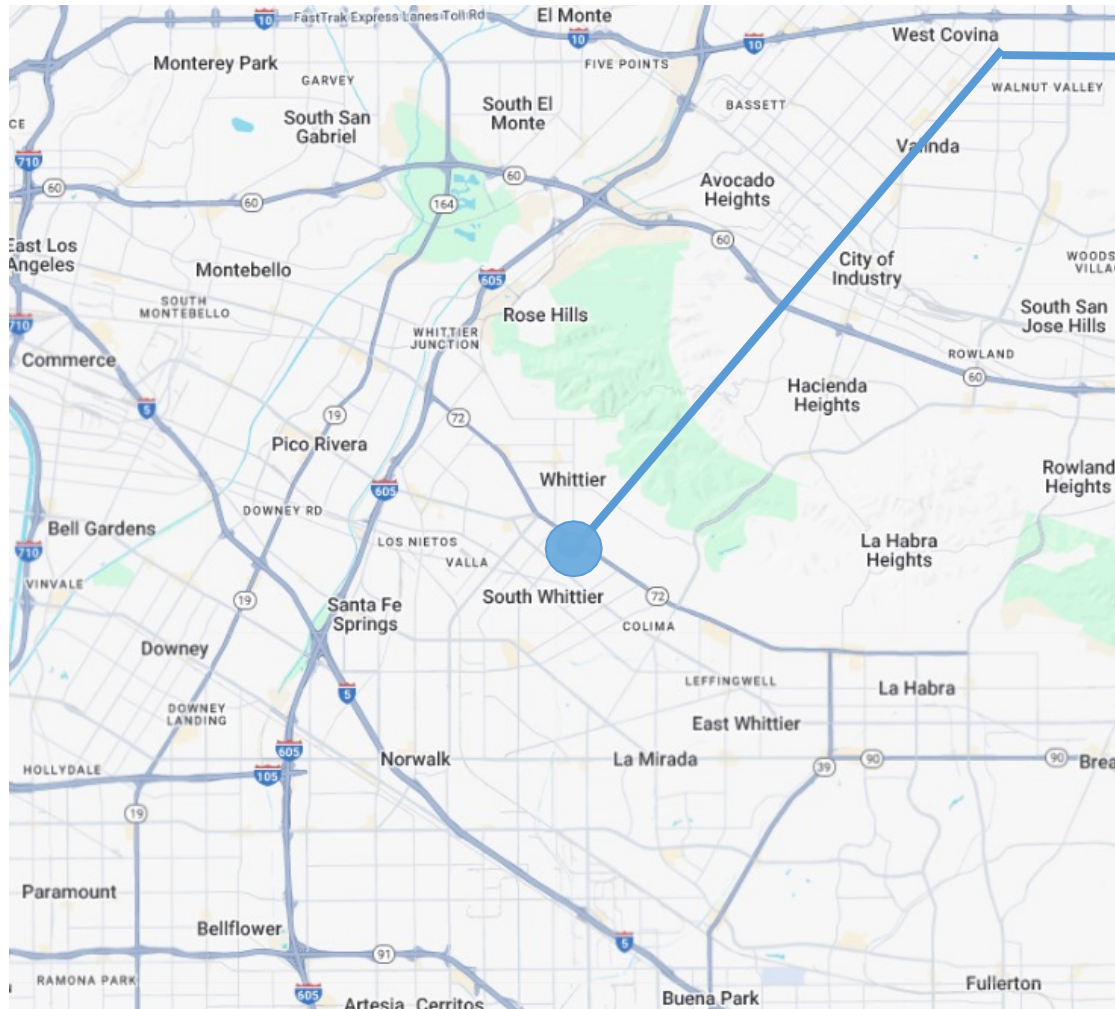 10
FastTrak Express Lanes Toll Rd
El Monte
10
West Covina
Monterey Park
FIVE POINTS
10
GARVEY
WALNUT VALLEY
South El
Monte
BASSETT
South San
Gabriel
CE
Valinda
710
60
60
60
Avocado
Heights
164
60
East Los
Angeles
Montebello
City of
Industry
WOODS
VILLA
605
SOUTH
MONTEBELLO
Rose Hills
South San
Jose Hills
710
WHITTIER
JUNCTION
Commerce
ROWLAND
60
5
Hacienda
Heights
19
72
Pico Rivera
Whittier
Rowland
Heights
605
DOWNEY RD
Bell Gardens
LOS NIETOS
La Habra
Heights
710
VALLA
VINVALE
19
Santa Fe
Springs
South Whittier
72
COLIMA
Downey
LEFFINGWELL
La Habra
5
DOWNEY
LANDING
East Whittier
605
Norwalk
La Mirada
39
90
90
Brea
HOLLYDALE
105
19
Paramount
Bellflower
5
91
RAMONA PARK
605
Artesia
Cerritos
Buena Park
Fullerton